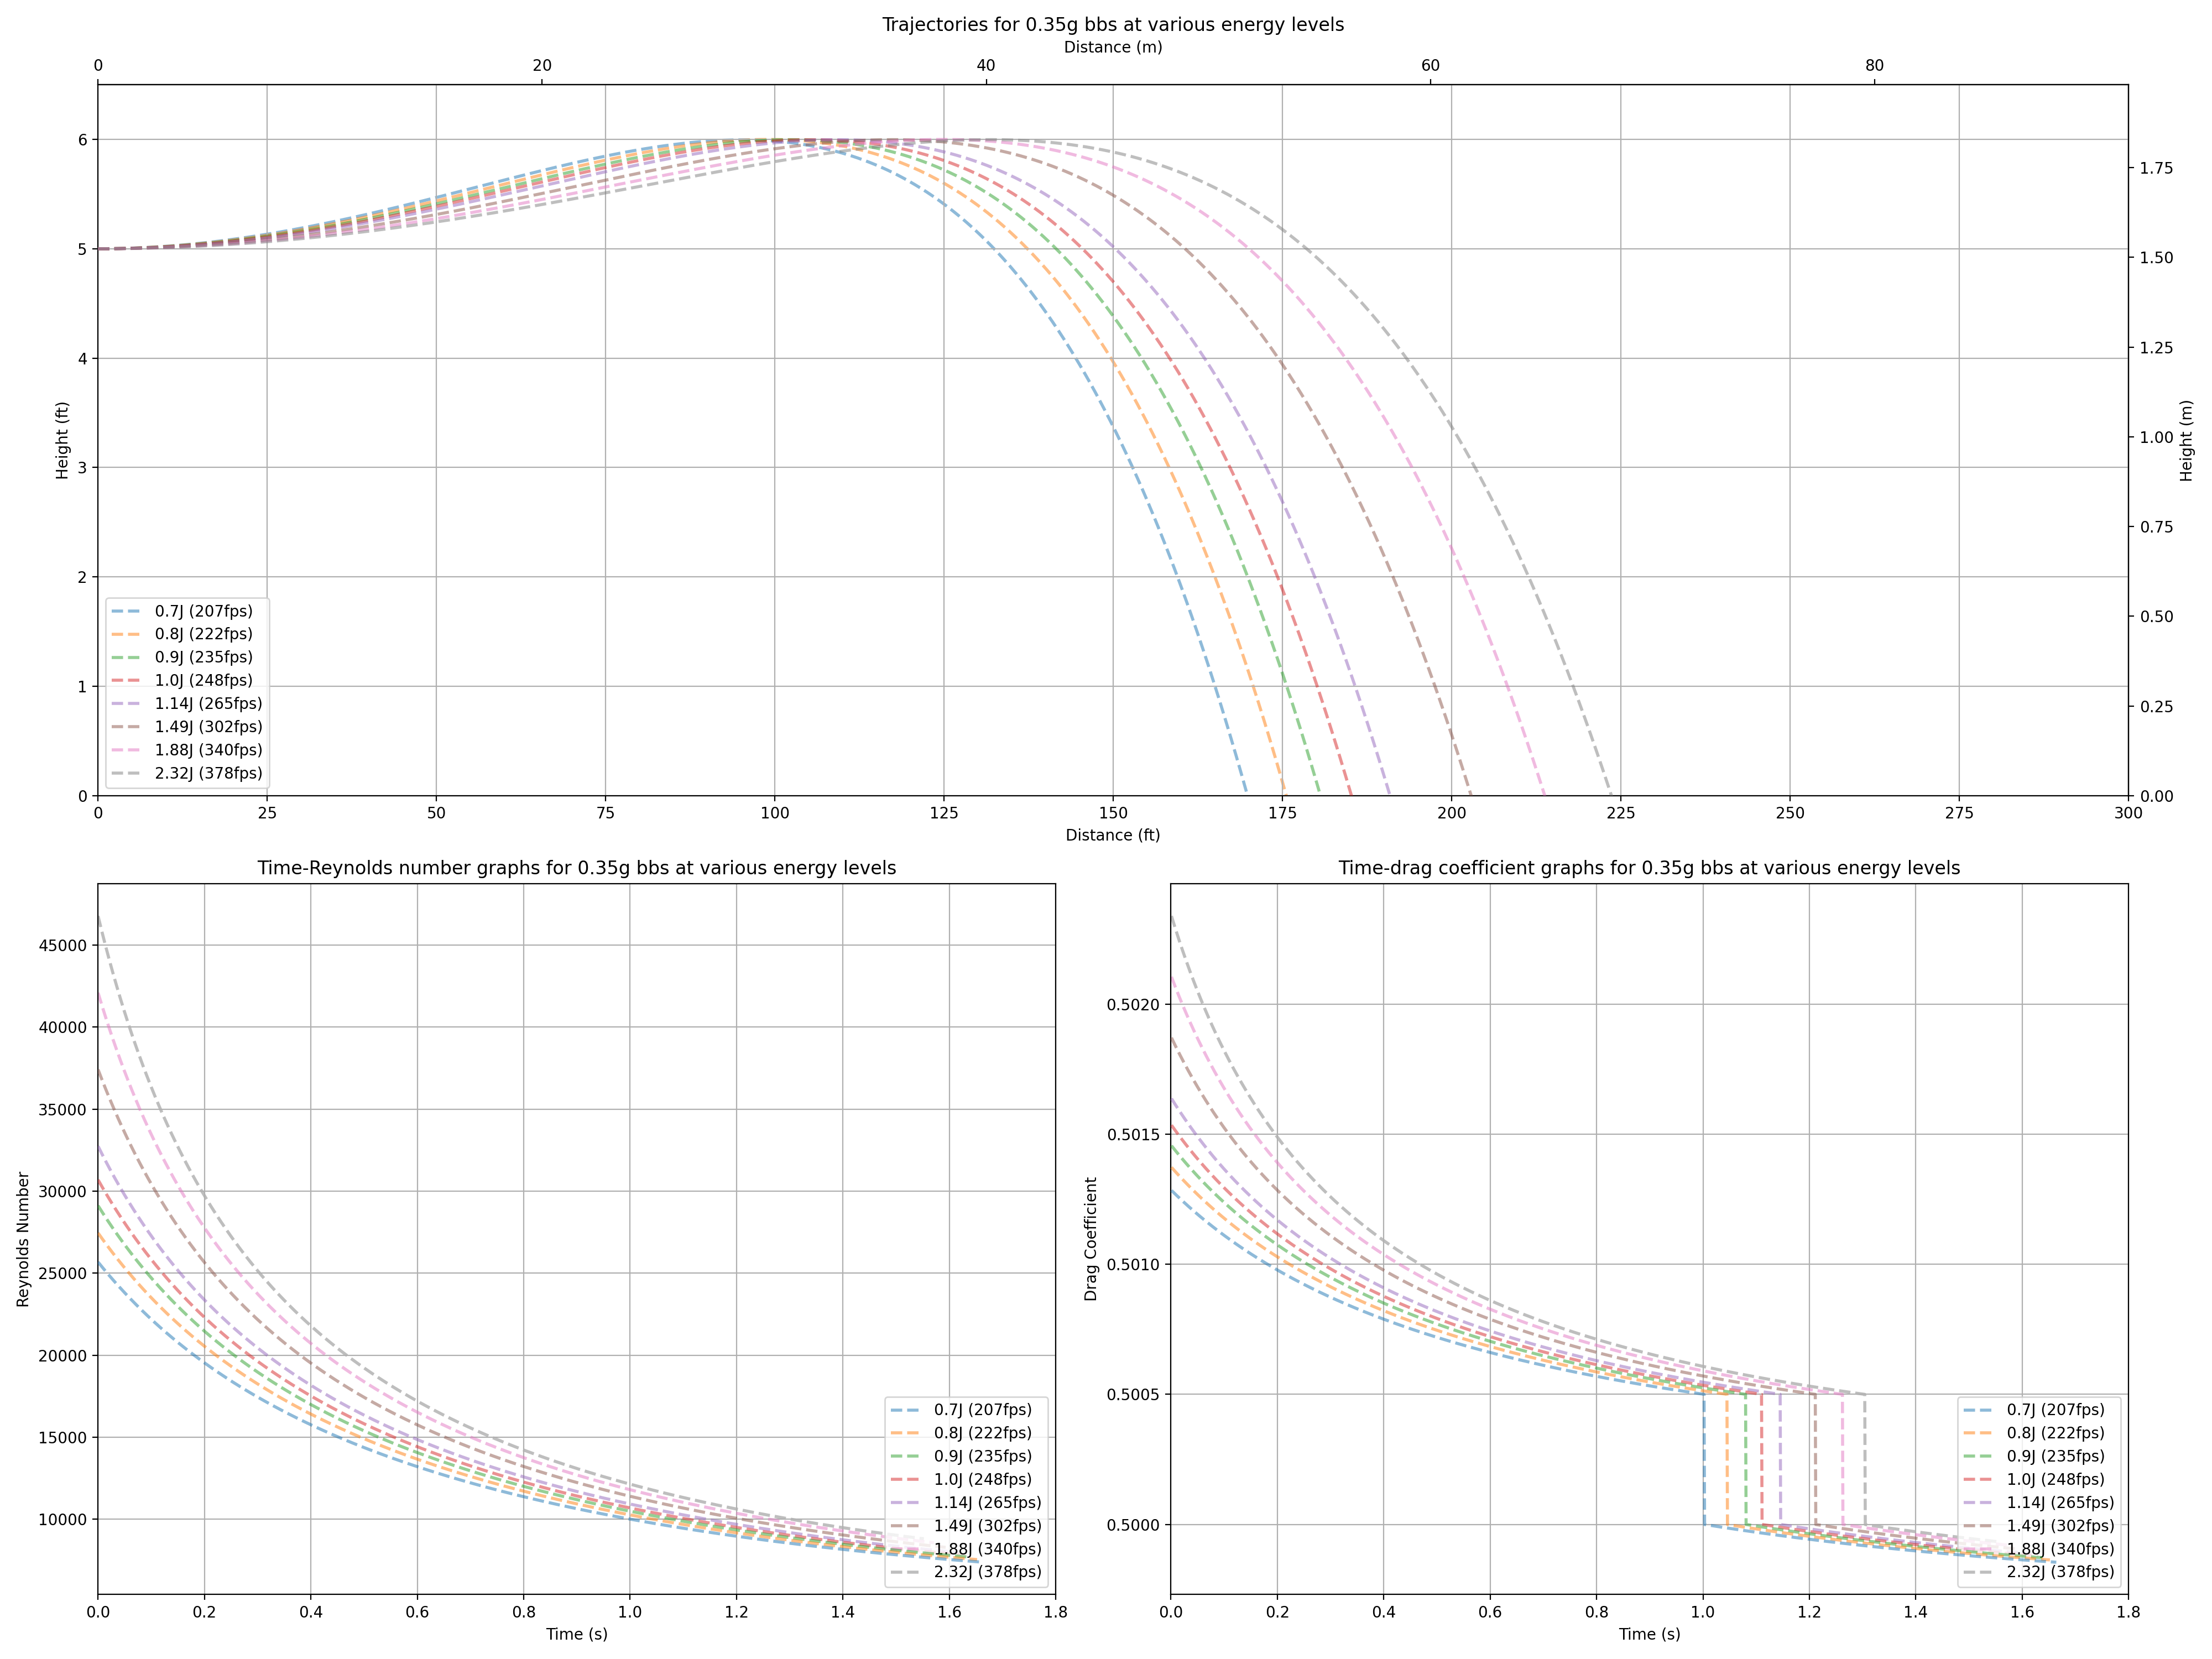 Trajectories for 0.35g bbs at various energy levels
Distance (m)
0 20 40 60 80
6
5
4
3
2
1
0
Height (ft)
1.75
1.50
1.25
1.00
0.75
0.50
0.25
0.00
Height (m)
0.7J (207fps)
0.8J (222fps)
0.9J (235fps)
1.0J (248fps)
1.14J (265fps)
1.49J (302fps)
1.88J (340fps)
2.32J (378fps)
0 25 50 75 100 125 150 175 200 225 250 275 300
Distance (ft)
Time-Reynolds number graphs for 0.35g bbs at various energy levels
45000
40000
35000
30000
25000
20000
15000
10000
Reynolds Number
0.7J (207fps)
0.8J (222fps)
0.9J (235fps)
1.0J (248fps)
1.14J (265fps)
1.49J (302fps)
1.88J (340fps)
2.32J (378fps)
0.0 0.2 0.4 0.6 0.8 1.0 1.2 1.4 1.6 1.8
Time (s)
Time-drag coefficient graphs for 0.35g bbs at various energy levels
0.5020
0.5015
0.5010
0.5005
0.5000
Drag Coefficient
0.7J (207fps)
0.8J (222fps)
0.9J (235fps)
1.0J (248fps)
1.14J (265fps)
1.49J (302fps)
1.88J (340fps)
2.32J (378fps)
0.0 0.2 0.4 0.6 0.8 1.0 1.2 1.4 1.6 1.8
Time (s)